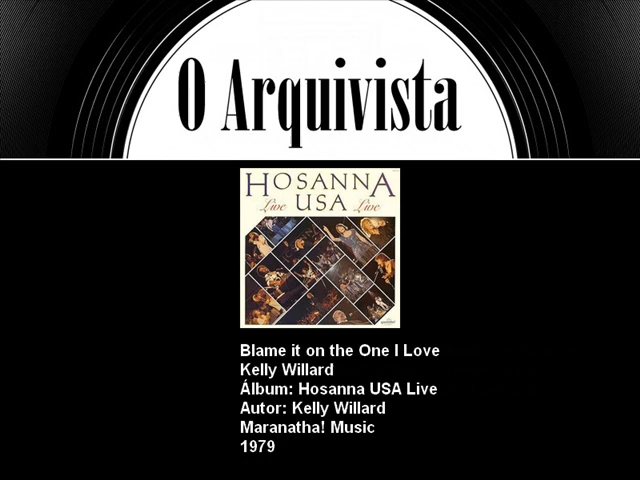 O Arquivista
HOSANNA
Live USA Live
Blame it on the One I Love
Kelly Willard
Álbum: Hosanna USA Live
Autor: Kelly Willard
Maranatha! Music
1979